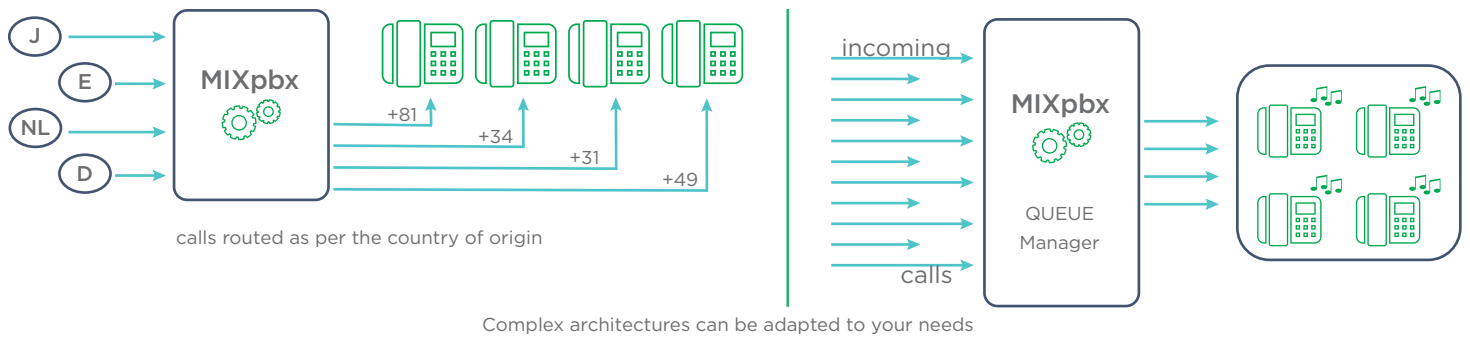 J
E
NL
D
MIXpbx
+81
+34
+31
+49
calls routed as per the country of origin
incoming
calls
MIXpbx
QUEUE
Manager
Complex architectures can be adapted to your needs